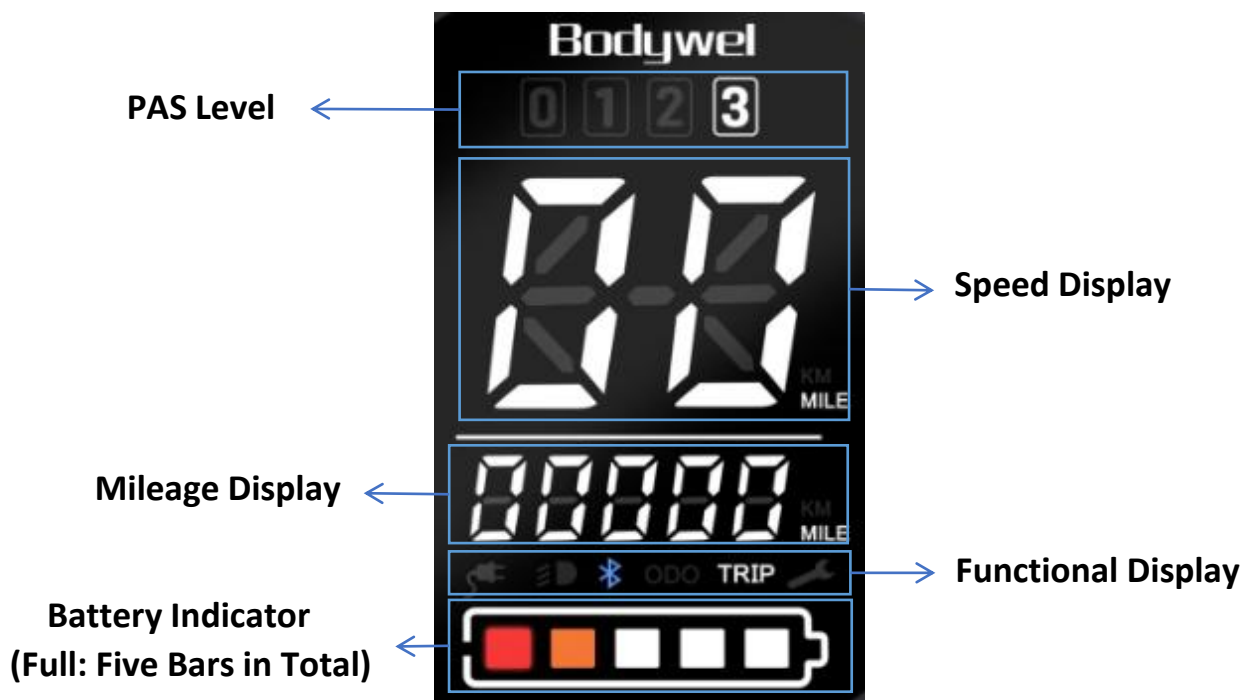 Bodywel
PAS Level
0 1 2 3
00
Speed Display
KM
MILE
Mileage Display
00000
KM
MILE
ODO TRIP
Functional Display
Battery Indicator
(Full: Five Bars in Total)